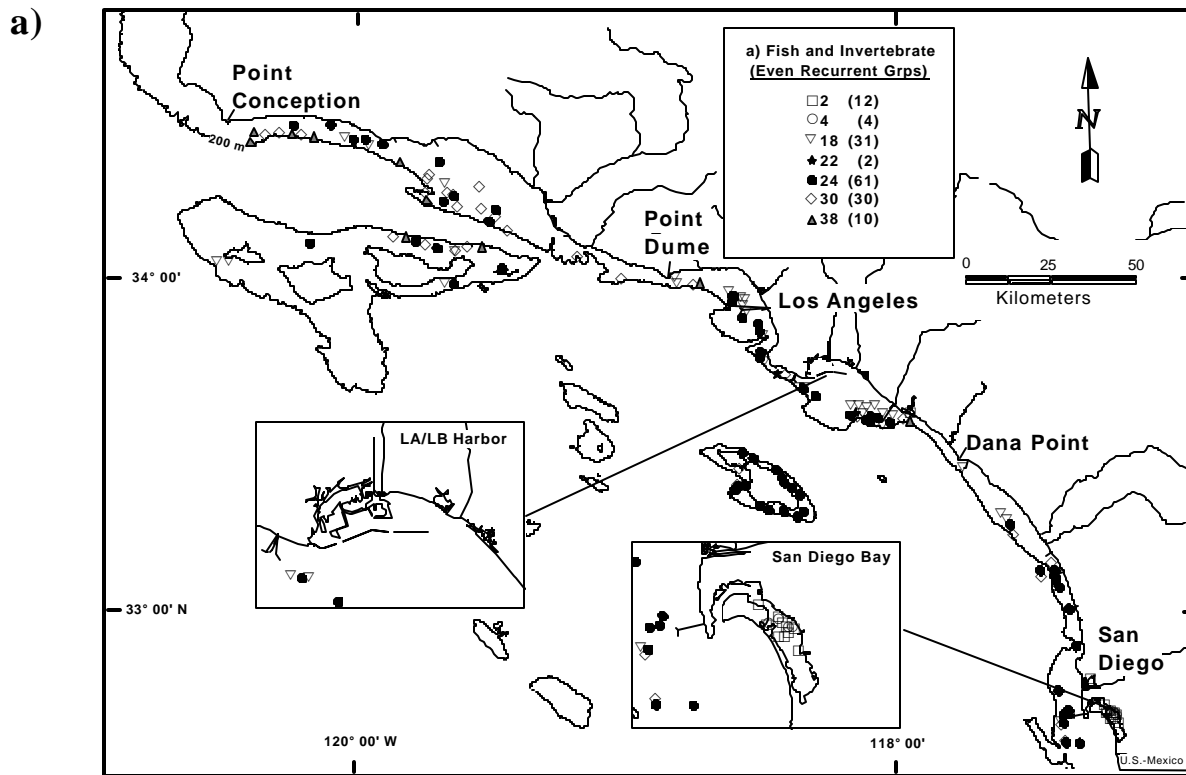 a)
Point
Conception
200 m
a) Fish and Invertebrate
(Even Recurrent Grps)
2 (12)
4 (4)
18 (31)
22 (2)
24 (61)
30 (30)
38 (10)
N
Point
Dume
34° 00'
0 25 50
Kilometers
Los Angeles
LA/LB Harbor
Dana Point
San Diego Bay
33° 00' N
San
Diego
120° 00' W
118° 00'
U.S.-Mexico